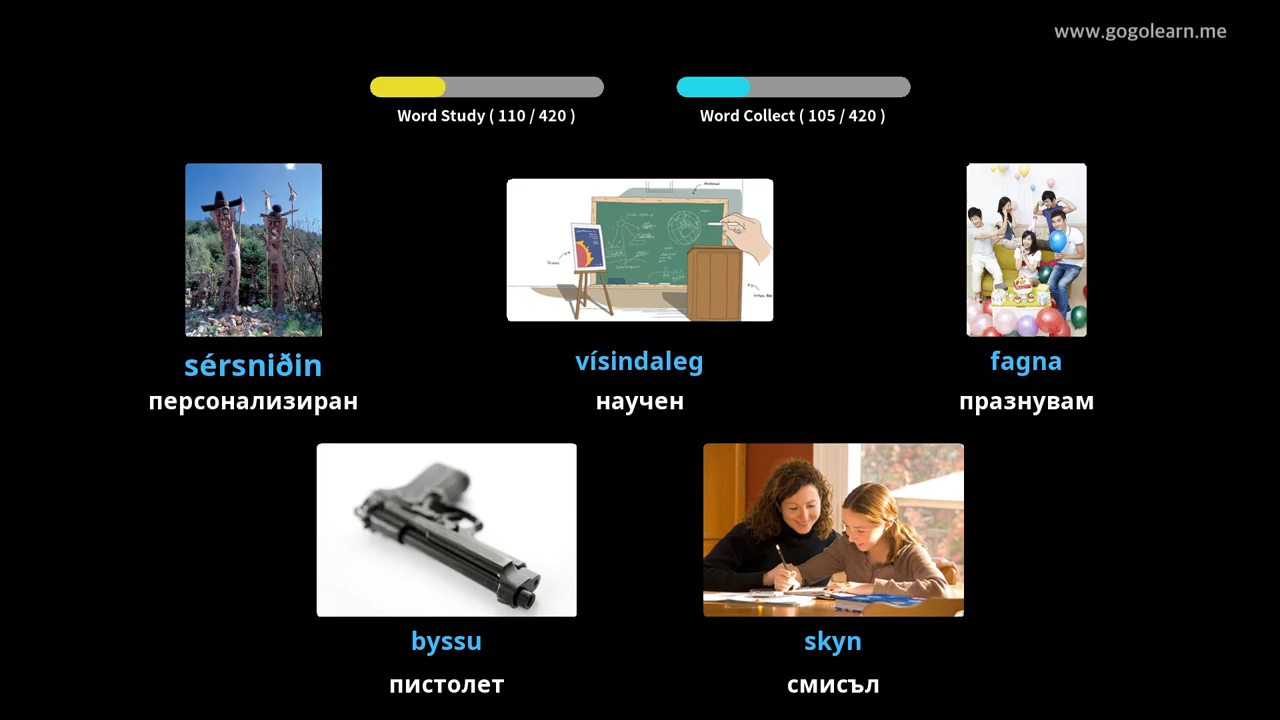 www.gogolearn.me
Word Study ( 110 / 420 )
Word Collect ( 105 / 420 )
sérsniðin
vísindaleg
fagna
персонализиран
научен
празнувам
byssu
skyn
пистолет
смисъл